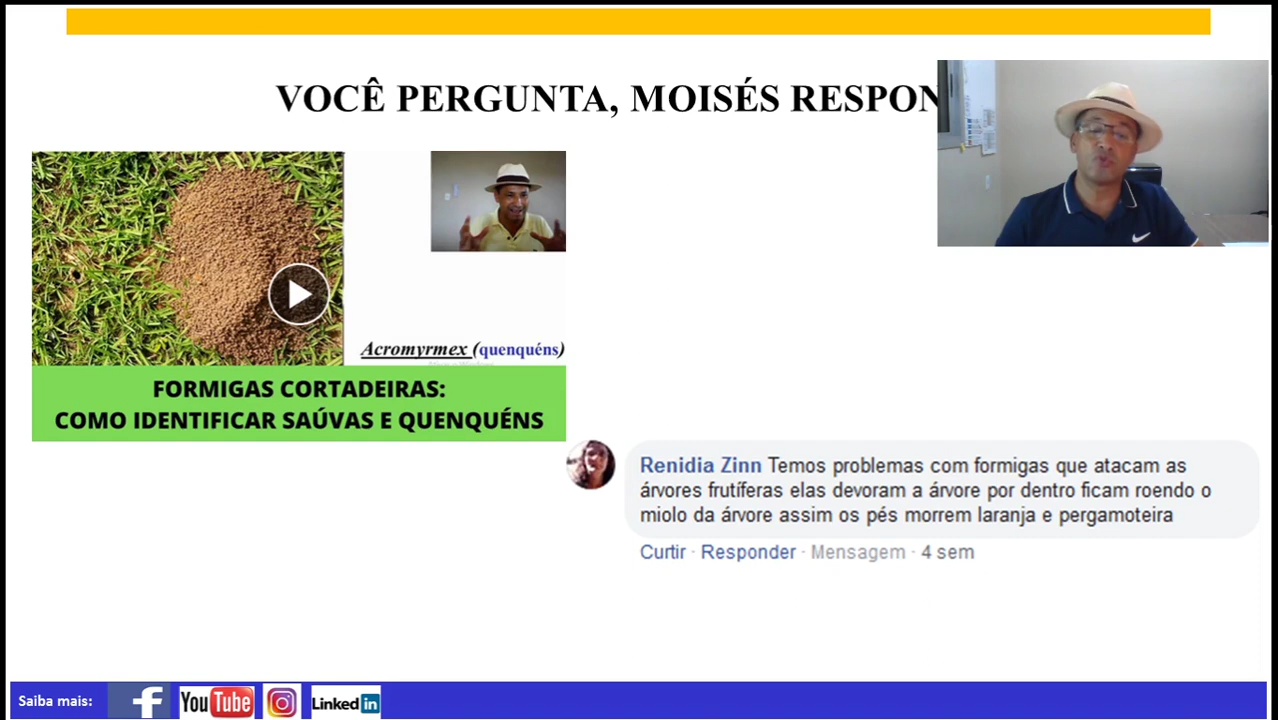 VOCÊ PERGUNTA, MOISÉS RESPON
Acromyrmex (quenquéns)
FORMIGAS CORTADEIRAS:
COMO IDENTIFICAR SAÚVAS E QUENQUÉNS
Renidia Zinn Temos problemas com formigas que atacam as
árvores frutíferas elas devoram a árvore por dentro ficam roendo o
miolo da árvore assim os pés morrem laranja e pergamoteira
Curtir · Responder · Mensagem · 4 sem
Saiba mais:
YouTube
Linked in